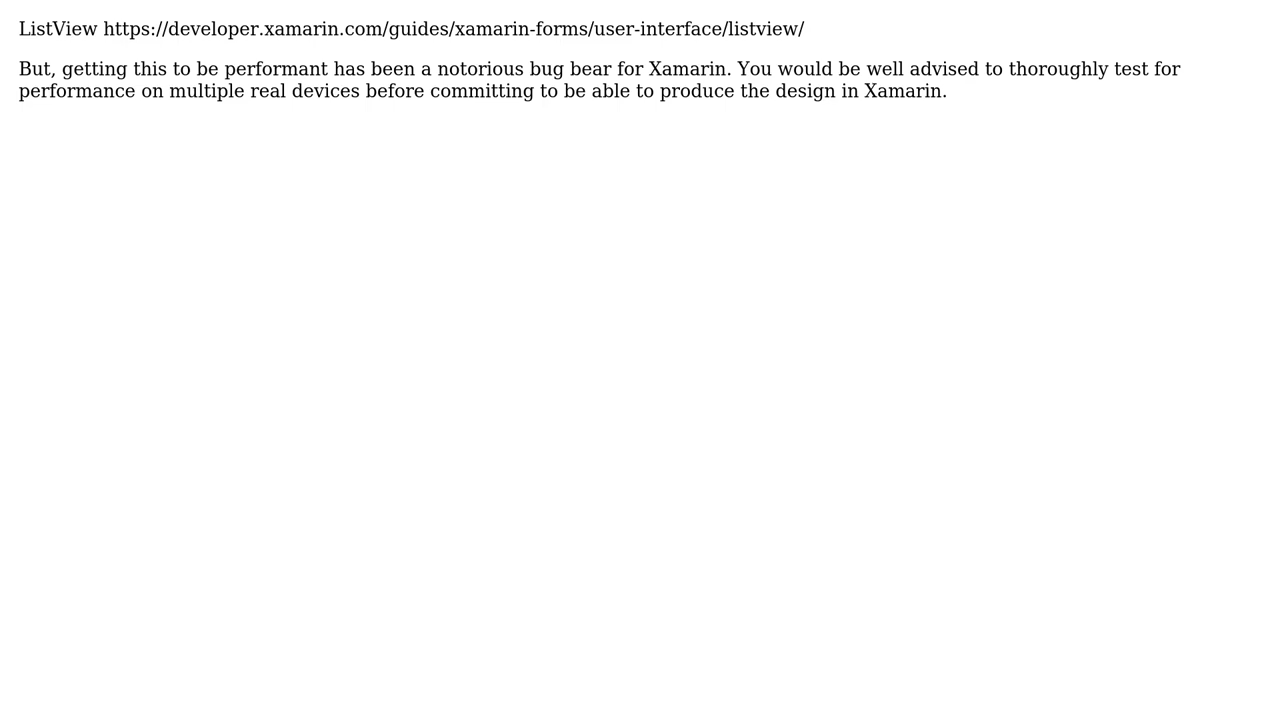 ListView https://developer.xamarin.com/guides/xamarin-forms/user-interface/listview/
But, getting this to be performant has been a notorious bug bear for Xamarin. You would be well advised to thoroughly test for
performance on multiple real devices before committing to be able to produce the design in Xamarin.